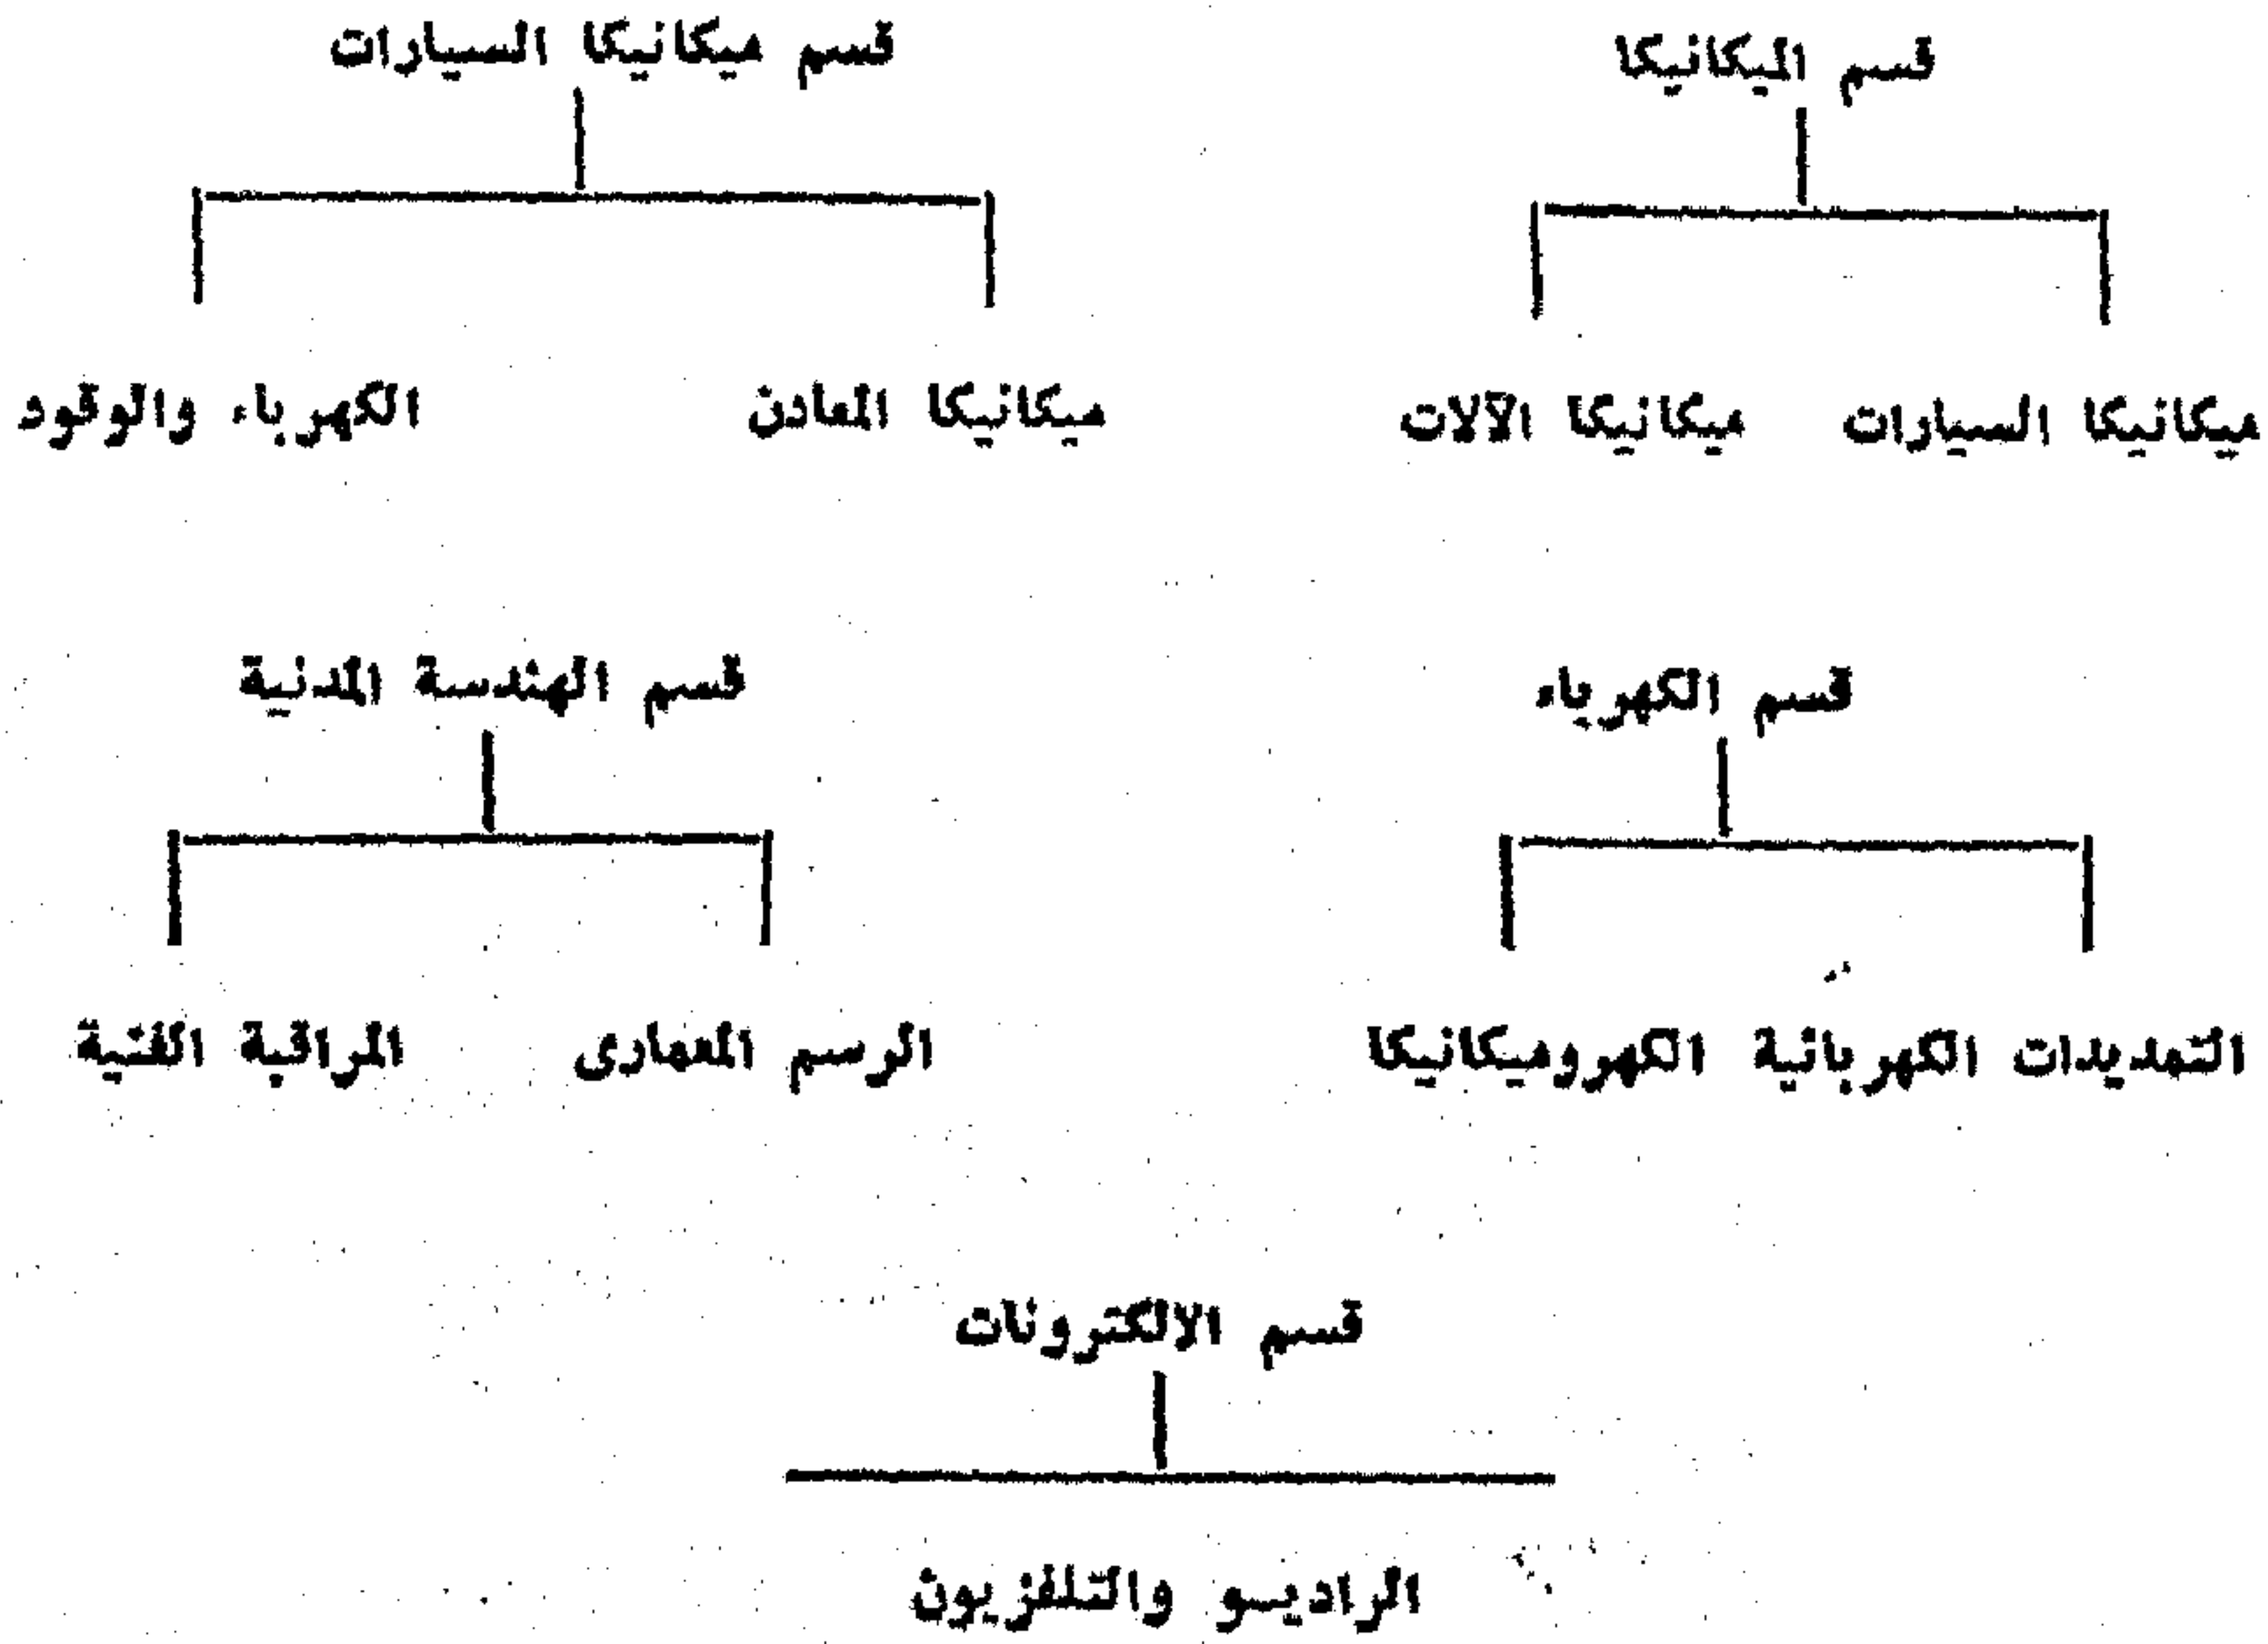 قسم اليكانيكا
ميكانيكا السيارات
ميكانيكا الآلات
قسم ميكانيكا السيارات
ميكانيكا المعادن
الكهرباء والوقود
قسم الكهرباء
التمديدات الكهربائية
الكهروميكانيكا
قسم الهندسة المدنية
الرسم المعمارى
المراقبة الفنية
قسم الالكترونات
الراديو والتلفزيون